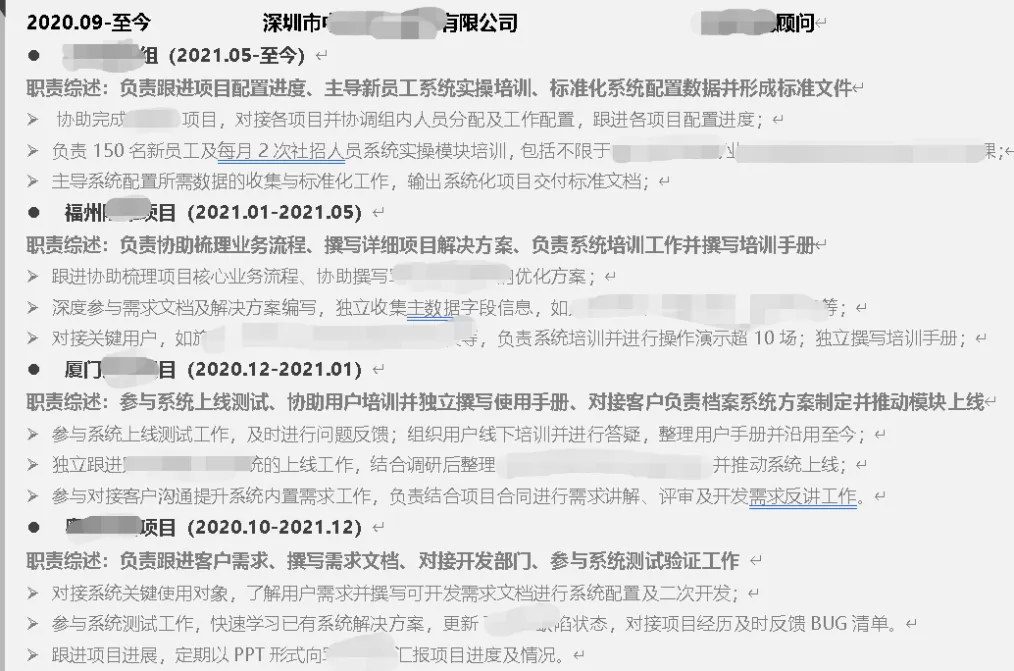 2020.09-至今 深圳市 有限公司 顾问
● 组（2021.05-至今）
职责综述：负责跟进项目配置进度、主导新员工系统实操培训、标准化系统配置数据并形成标准文件
➢ 协助完成 项目，对接各项目并协调组内人员分配及工作配置，跟进各项目配置进度；
➢ 负责 150 名新员工及每月 2 次社招人员系统实操模块培训，包括不限于 果；
➢ 主导系统配置所需数据的收集与标准化工作，输出系统化项目交付标准文档；
● 福州 项目（2021.01-2021.05）
职责综述：负责协助梳理业务流程、撰写详细项目解决方案、负责系统培训工作并撰写培训手册
➢ 跟进协助梳理项目核心业务流程、协助撰写 优化方案；
➢ 深度参与需求文档及解决方案编写，独立收集主数据字段信息，如 等；
➢ 对接关键用户，如 等，负责系统培训并进行操作演示超 10 场；独立撰写培训手册；
● 厦门 目（2020.12-2021.01）
职责综述：参与系统上线测试、协助用户培训并独立撰写使用手册、对接客户负责档案系统方案制定并推动模块上线
➢ 参与系统上线测试工作，及时进行问题反馈；组织用户线下培训并进行答疑，整理用户手册并沿用至今；
➢ 独立跟进 统的上线工作，结合调研后整理 并推动系统上线；
➢ 参与对接客户沟通提升系统内置需求工作，负责结合项目合同进行需求讲解、评审及开发需求反讲工作。
● 项目（2020.10-2021.12）
职责综述：负责跟进客户需求、撰写需求文档、对接开发部门、参与系统测试验证工作
➢ 对接系统关键使用对象，了解用户需求并撰写可开发需求文档进行系统配置及二次开发；
➢ 参与系统测试工作，快速学习已有系统解决方案，更新 缺陷状态，对接项目经历及时反馈 BUG 清单。
➢ 跟进项目进展，定期以 PPT 形式向 汇报项目进度及情况。